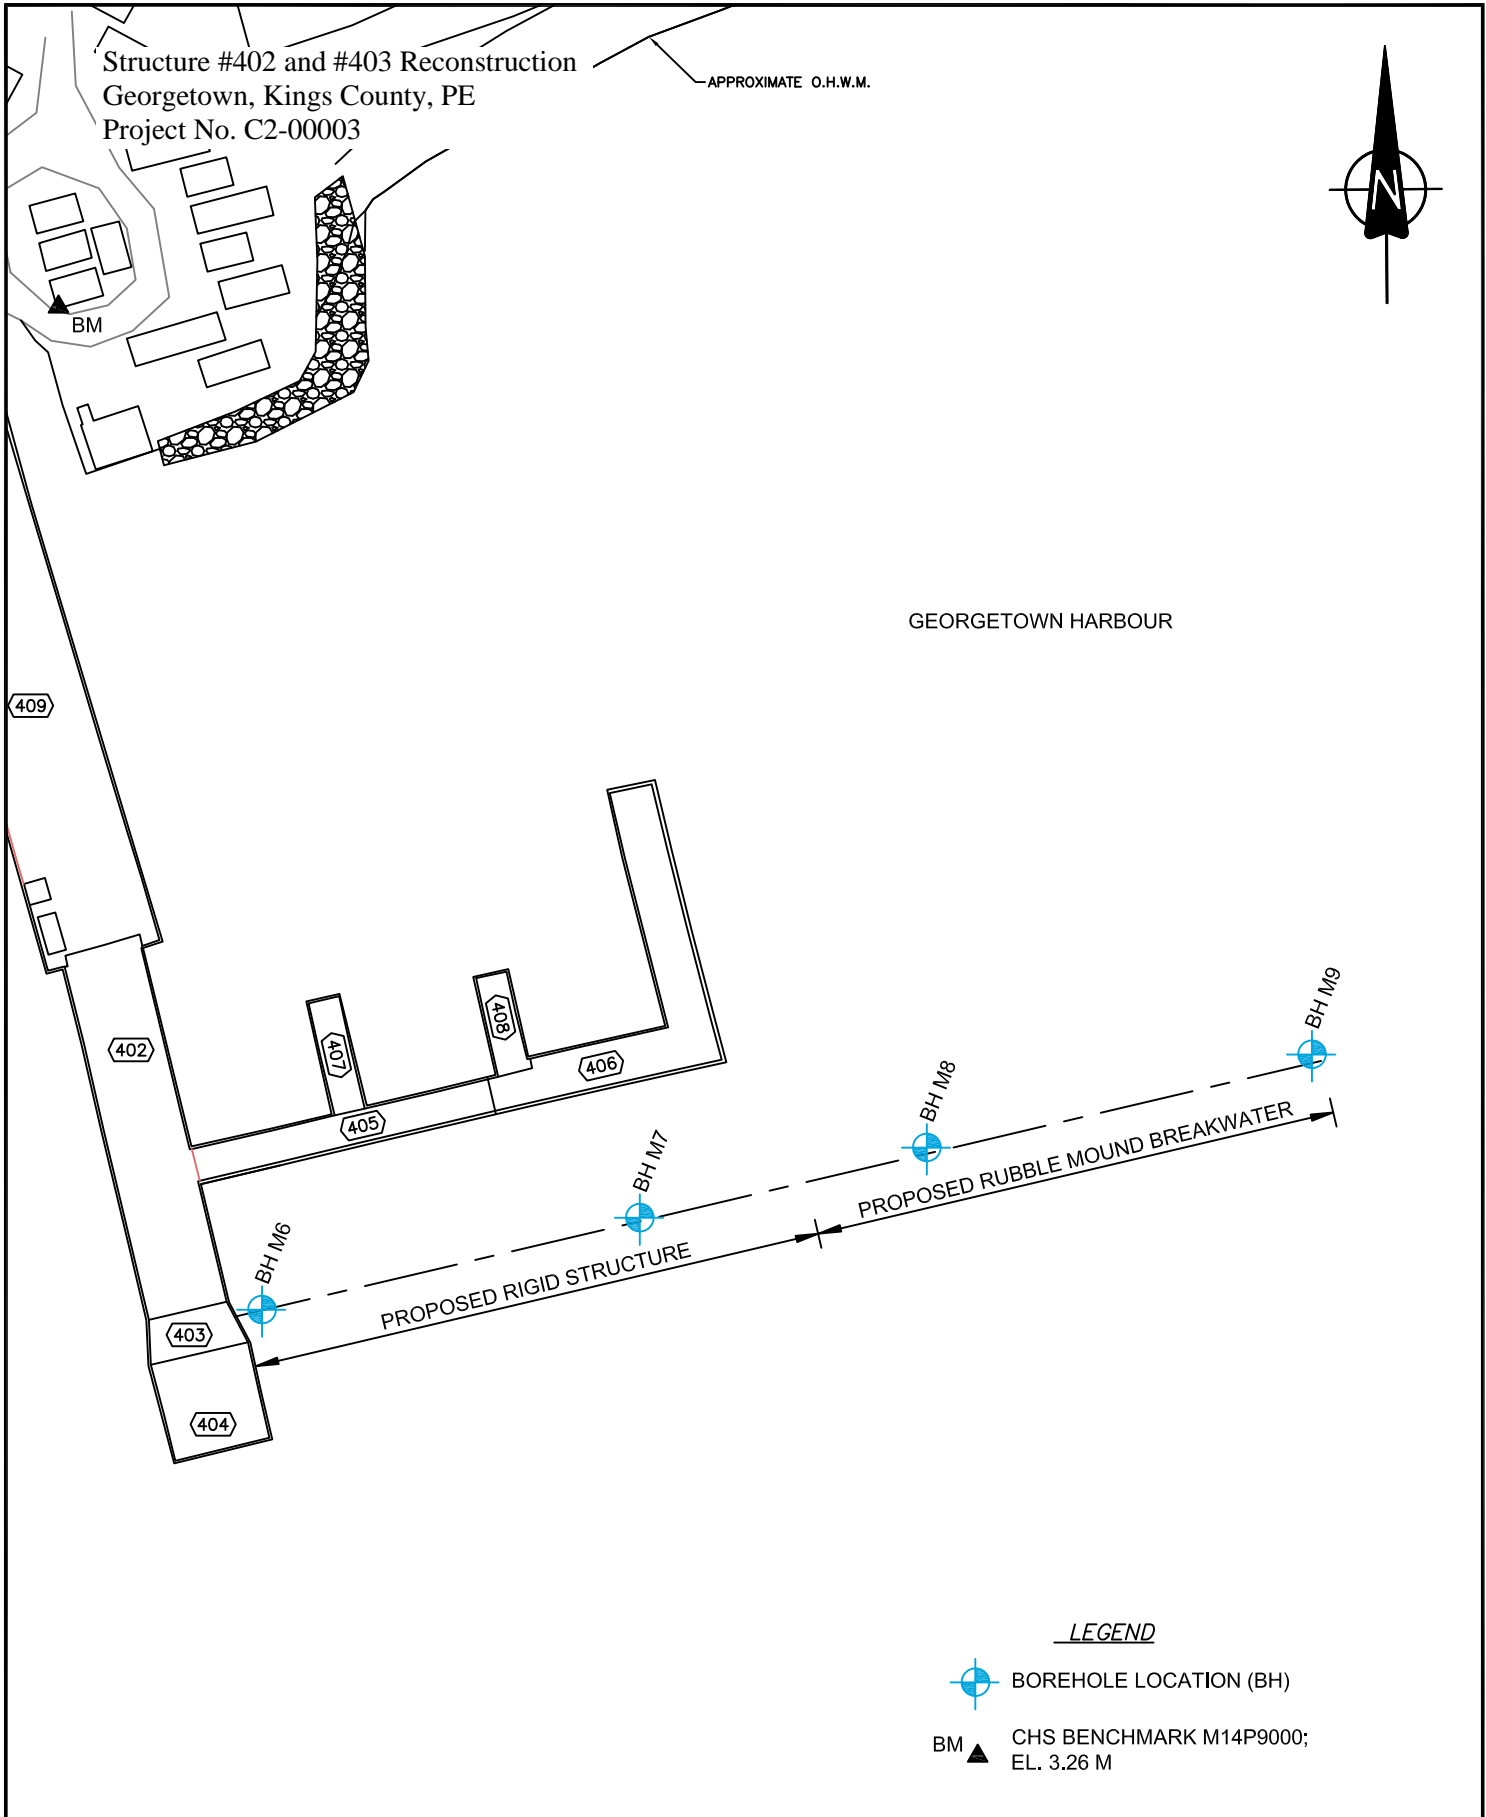 Structure #402 and #403 Reconstruction
Georgetown, Kings County, PE
Project No. C2-00003
APPROXIMATE O.H.W.M.
N
BM
GEORGETOWN HARBOUR
409
402
407
408
406
405
BH M9
BH M8
BH M7
BH M6
PROPOSED RUBBLE MOUND BREAKWATER
PROPOSED RIGID STRUCTURE
403
404
LEGEND
BOREHOLE LOCATION (BH)
BM
CHS BENCHMARK M14P9000;
EL. 3.26 M